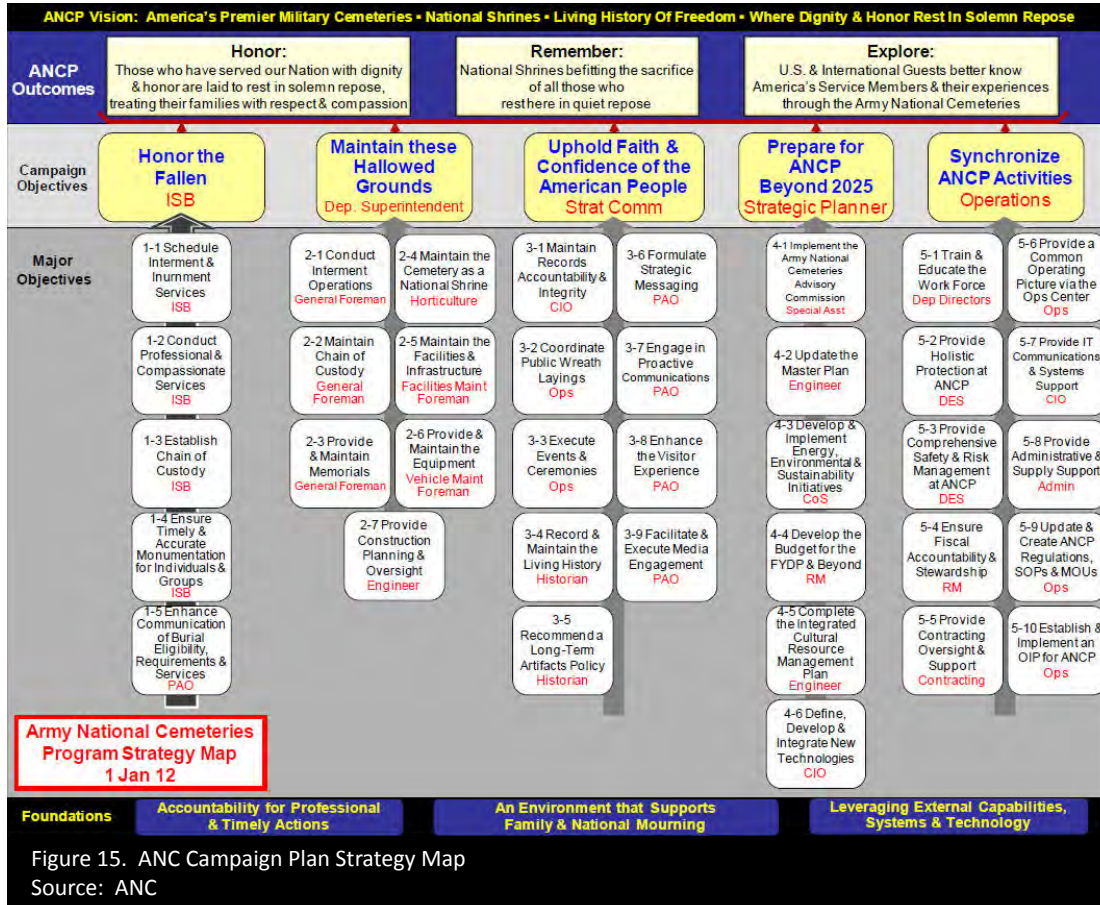 ANCP Vision: America's Premier Military Cemeteries ▪ National Shrines ▪ Living History Of Freedom ▪ Where Dignity & Honor Rest In Solemn Repose
ANCP
Outcomes
Honor:
Those who have served our Nation with dignity
& honor are laid to rest in solemn repose,
treating their families with respect & compassion
Remember:
National Shrines befitting the sacrifice
of all those who
rest here in quiet repose
Explore:
U.S. & International Guests better know
America's Service Members & their experiences
through the Army National Cemeteries
Campaign
Objectives
Honor the
Fallen
ISB
Maintain these
Hallowed
Grounds
Dep. Superintendent
Uphold Faith &
Confidence of the
American People
Strat Comm
Prepare for
ANCP
Beyond 2025
Strategic Planner
Synchronize
ANCP Activities
Operations
Major
Objectives
1-1 Schedule
Interment &
Inurnment
Services
ISB
1-2 Conduct
Professional &
Compassionate
Services
ISB
1-3 Establish
Chain of
Custody
ISB
1-4 Ensure
Timely &
Accurate
Monumentation
for Individuals &
Groups
ISB
1-5 Enhance
Communication
of Burial
Eligibility,
Requirements &
Services
PAO
2-1 Conduct
Interment
Operations
General Foreman
2-2 Maintain
Chain of
Custody
General
Foreman
2-3 Provide
& Maintain
Memorials
General Foreman
2-4 Maintain the
Cemetery as a
National Shrine
Horticulture
2-5 Maintain the
Facilities &
Infrastructure
Facilities Maint
Foreman
2-6 Provide &
Maintain the
Equipment
Vehicle Maint
Foreman
2-7 Provide
Construction
Planning &
Oversight
Engineer
3-1 Maintain
Records
Accountability &
Integrity
CIO
3-2 Coordinate
Public Wreath
Layings
Ops
3-3 Execute
Events &
Ceremonies
Ops
3-4 Record &
Maintain the
Living History
Historian
3-5
Recommend a
Long-Term
Artifacts Policy
Historian
3-6 Formulate
Strategic
Messaging
PAO
3-7 Engage in
Proactive
Communications
PAO
3-8 Enhance
the Visitor
Experience
PAO
3-9 Facilitate &
Execute Media
Engagement
PAO
4-1 Implement the
Army National
Cemeteries
Advisory
Commission
Special Asst
4-2 Update the
Master Plan
Engineer
4-3 Develop &
Implement
Energy,
Environmental &
Sustainability
Initiatives
CoS
4-4 Develop the
Budget for the
FYDP & Beyond
RM
4-5 Complete
the Integrated
Cultural
Resource
Management
Plan
Engineer
4-6 Define,
Develop &
Integrate New
Technologies
CIO
5-1 Train &
Educate the
Work Force
Dep Directors
5-2 Provide
Holistic
Protection at
ANCP
DES
5-3 Provide
Comprehensive
Safety & Risk
Management
at ANCP
DES
5-4 Ensure
Fiscal
Accountability &
Stewardship
RM
5-5 Provide
Contracting
Oversight &
Support
Contracting
5-6 Provide a
Common
Operating
Picture via the
Ops Center
Ops
5-7 Provide IT
Communications
& Systems
Support
CIO
5-8 Provide
Administrative &
Supply Support
Admin
5-9 Update &
Create ANCP
Regulations,
SOPs & MOUs
Ops
5-10 Establish &
Implement an
OIP for ANCP
Ops
Army National Cemeteries
Program Strategy Map
1 Jan 12
Foundations
Accountability for Professional
& Timely Actions
An Environment that Supports
Family & National Mourning
Leveraging External Capabilities,
Systems & Technology
Figure 15. ANC Campaign Plan Strategy Map
Source: ANC